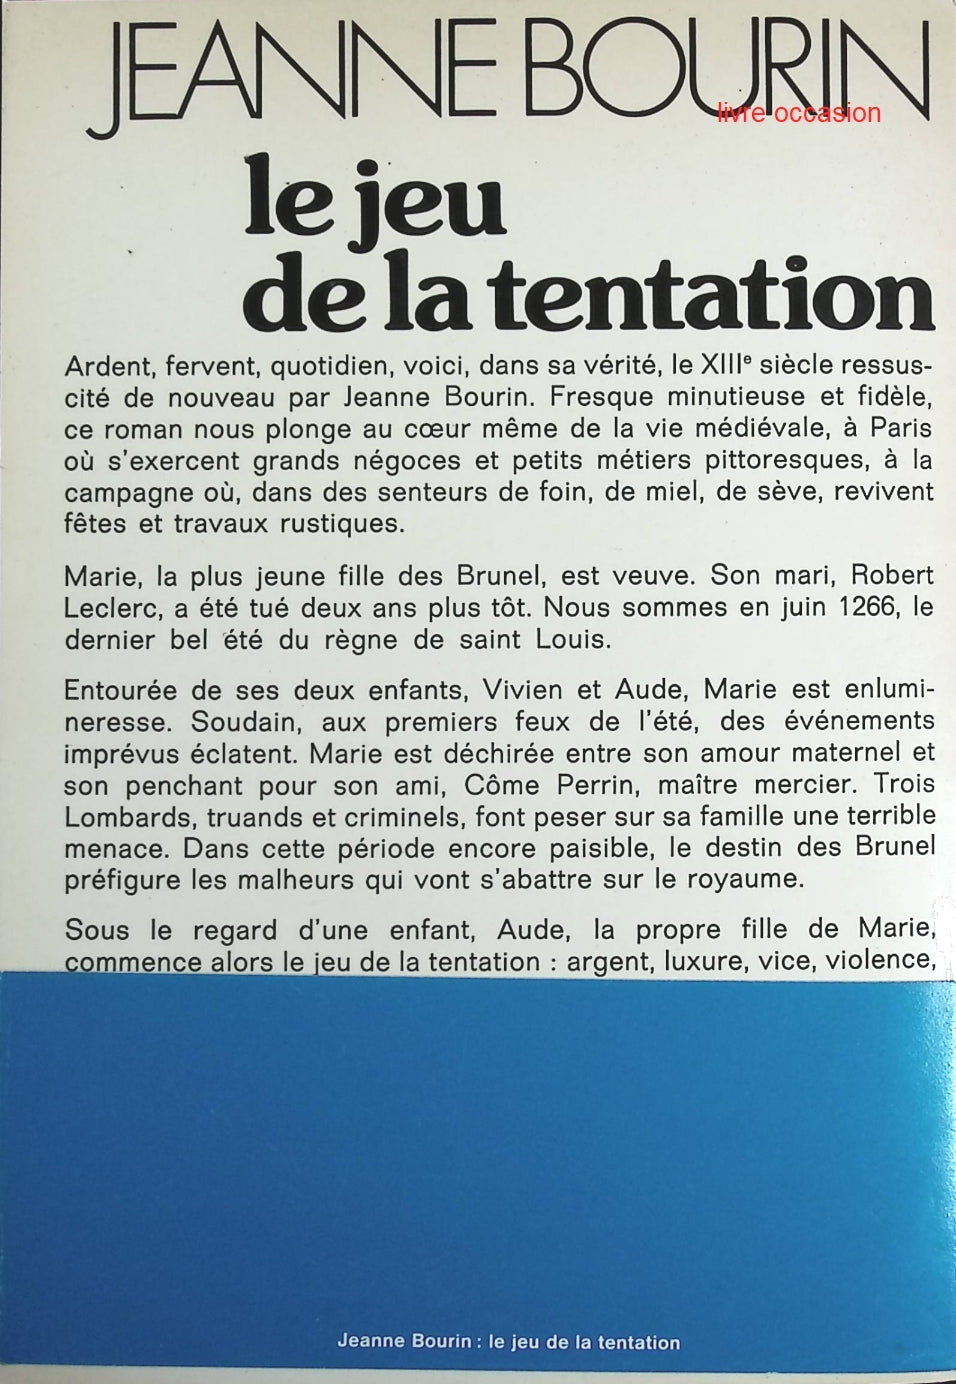 JEANNE BOURIN
livre occasion
le jeu
de la tentation
Ardent, fervent, quotidien, voici, dans sa vérité, le XIIIe siècle ressus-
cité de nouveau par Jeanne Bourin. Fresque minutieuse et fidèle,
ce roman nous plonge au cœur même de la vie médiévale, à Paris
où s'exercent grands négoces et petits métiers pittoresques, à la
campagne où, dans des senteurs de foin, de miel, de sève, revivent
fêtes et travaux rustiques.
Marie, la plus jeune fille des Brunel, est veuve. Son mari, Robert
Leclerc, a été tué deux ans plus tôt. Nous sommes en juin 1266, le
dernier bel été du règne de saint Louis.
Entourée de ses deux enfants, Vivien et Aude, Marie est enlumi-
neresse. Soudain, aux premiers feux de l'été, des événements
imprévus éclatent. Marie est déchirée entre son amour maternel et
son penchant pour son ami, Côme Perrin, maître mercier. Trois
Lombards, truands et criminels, font peser sur sa famille une terrible
menace. Dans cette période encore paisible, le destin des Brunel
préfigure les malheurs qui vont s'abattre sur le royaume.
Sous le regard d'une enfant, Aude, la propre fille de Marie,
commence alors le jeu de la tentation : argent, luxure, vice, violence,
Jeanne Bourin : le jeu de la tentation